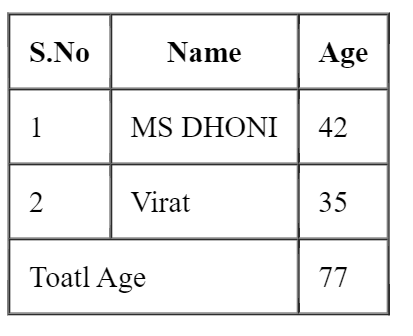 S.No Name Age
1 MS DHONI 42
2 Virat 35
Toatl Age 77